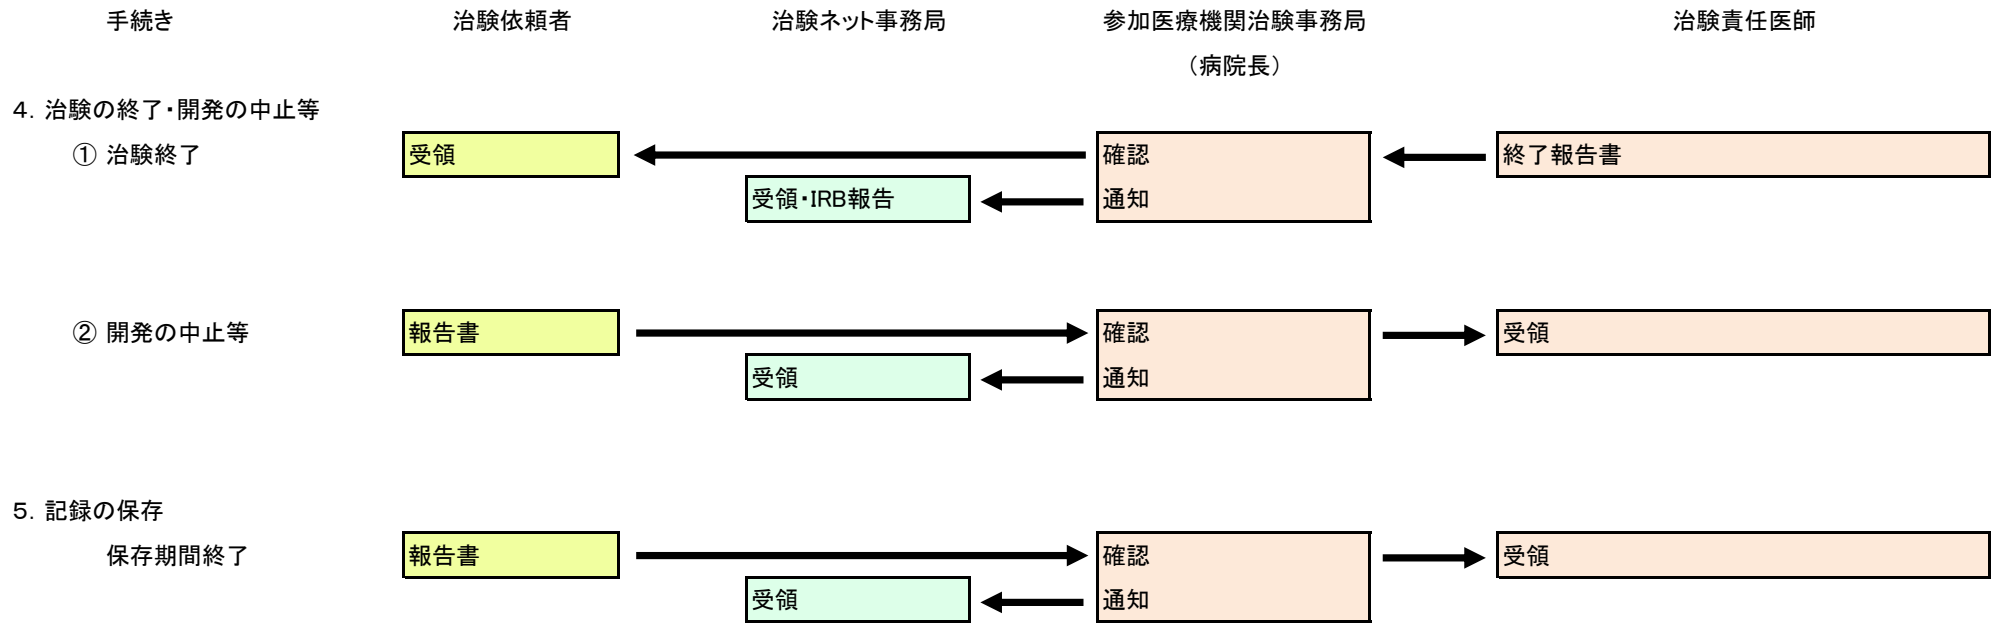 手続き 治験依頼者 治験ネット事務局 参加医療機関治験事務局 治験責任医師
（病院長）
４．治験の終了・開発の中止等
① 治験終了 受領 確認 終了報告書
受領・IRB報告 通知
② 開発の中止等 報告書 確認 受領
受領 通知
５．記録の保存
保存期間終了 報告書 確認 受領
受領 通知